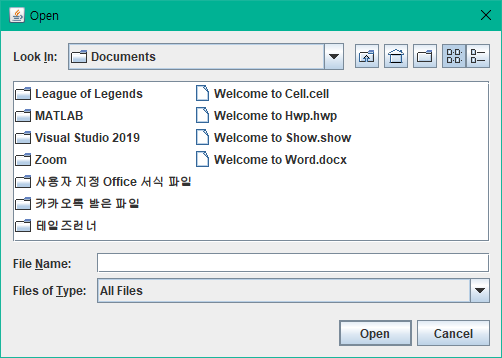 Open
Look In: Documents
League of Legends
MATLAB
Visual Studio 2019
Zoom
사용자 지정 Office 서식 파일
카카오톡 받은 파일
테일즈런너
Welcome to Cell.cell
Welcome to Hwp.hwp
Welcome to Show.show
Welcome to Word.docx
File Name:
Files of Type: All Files
Open Cancel